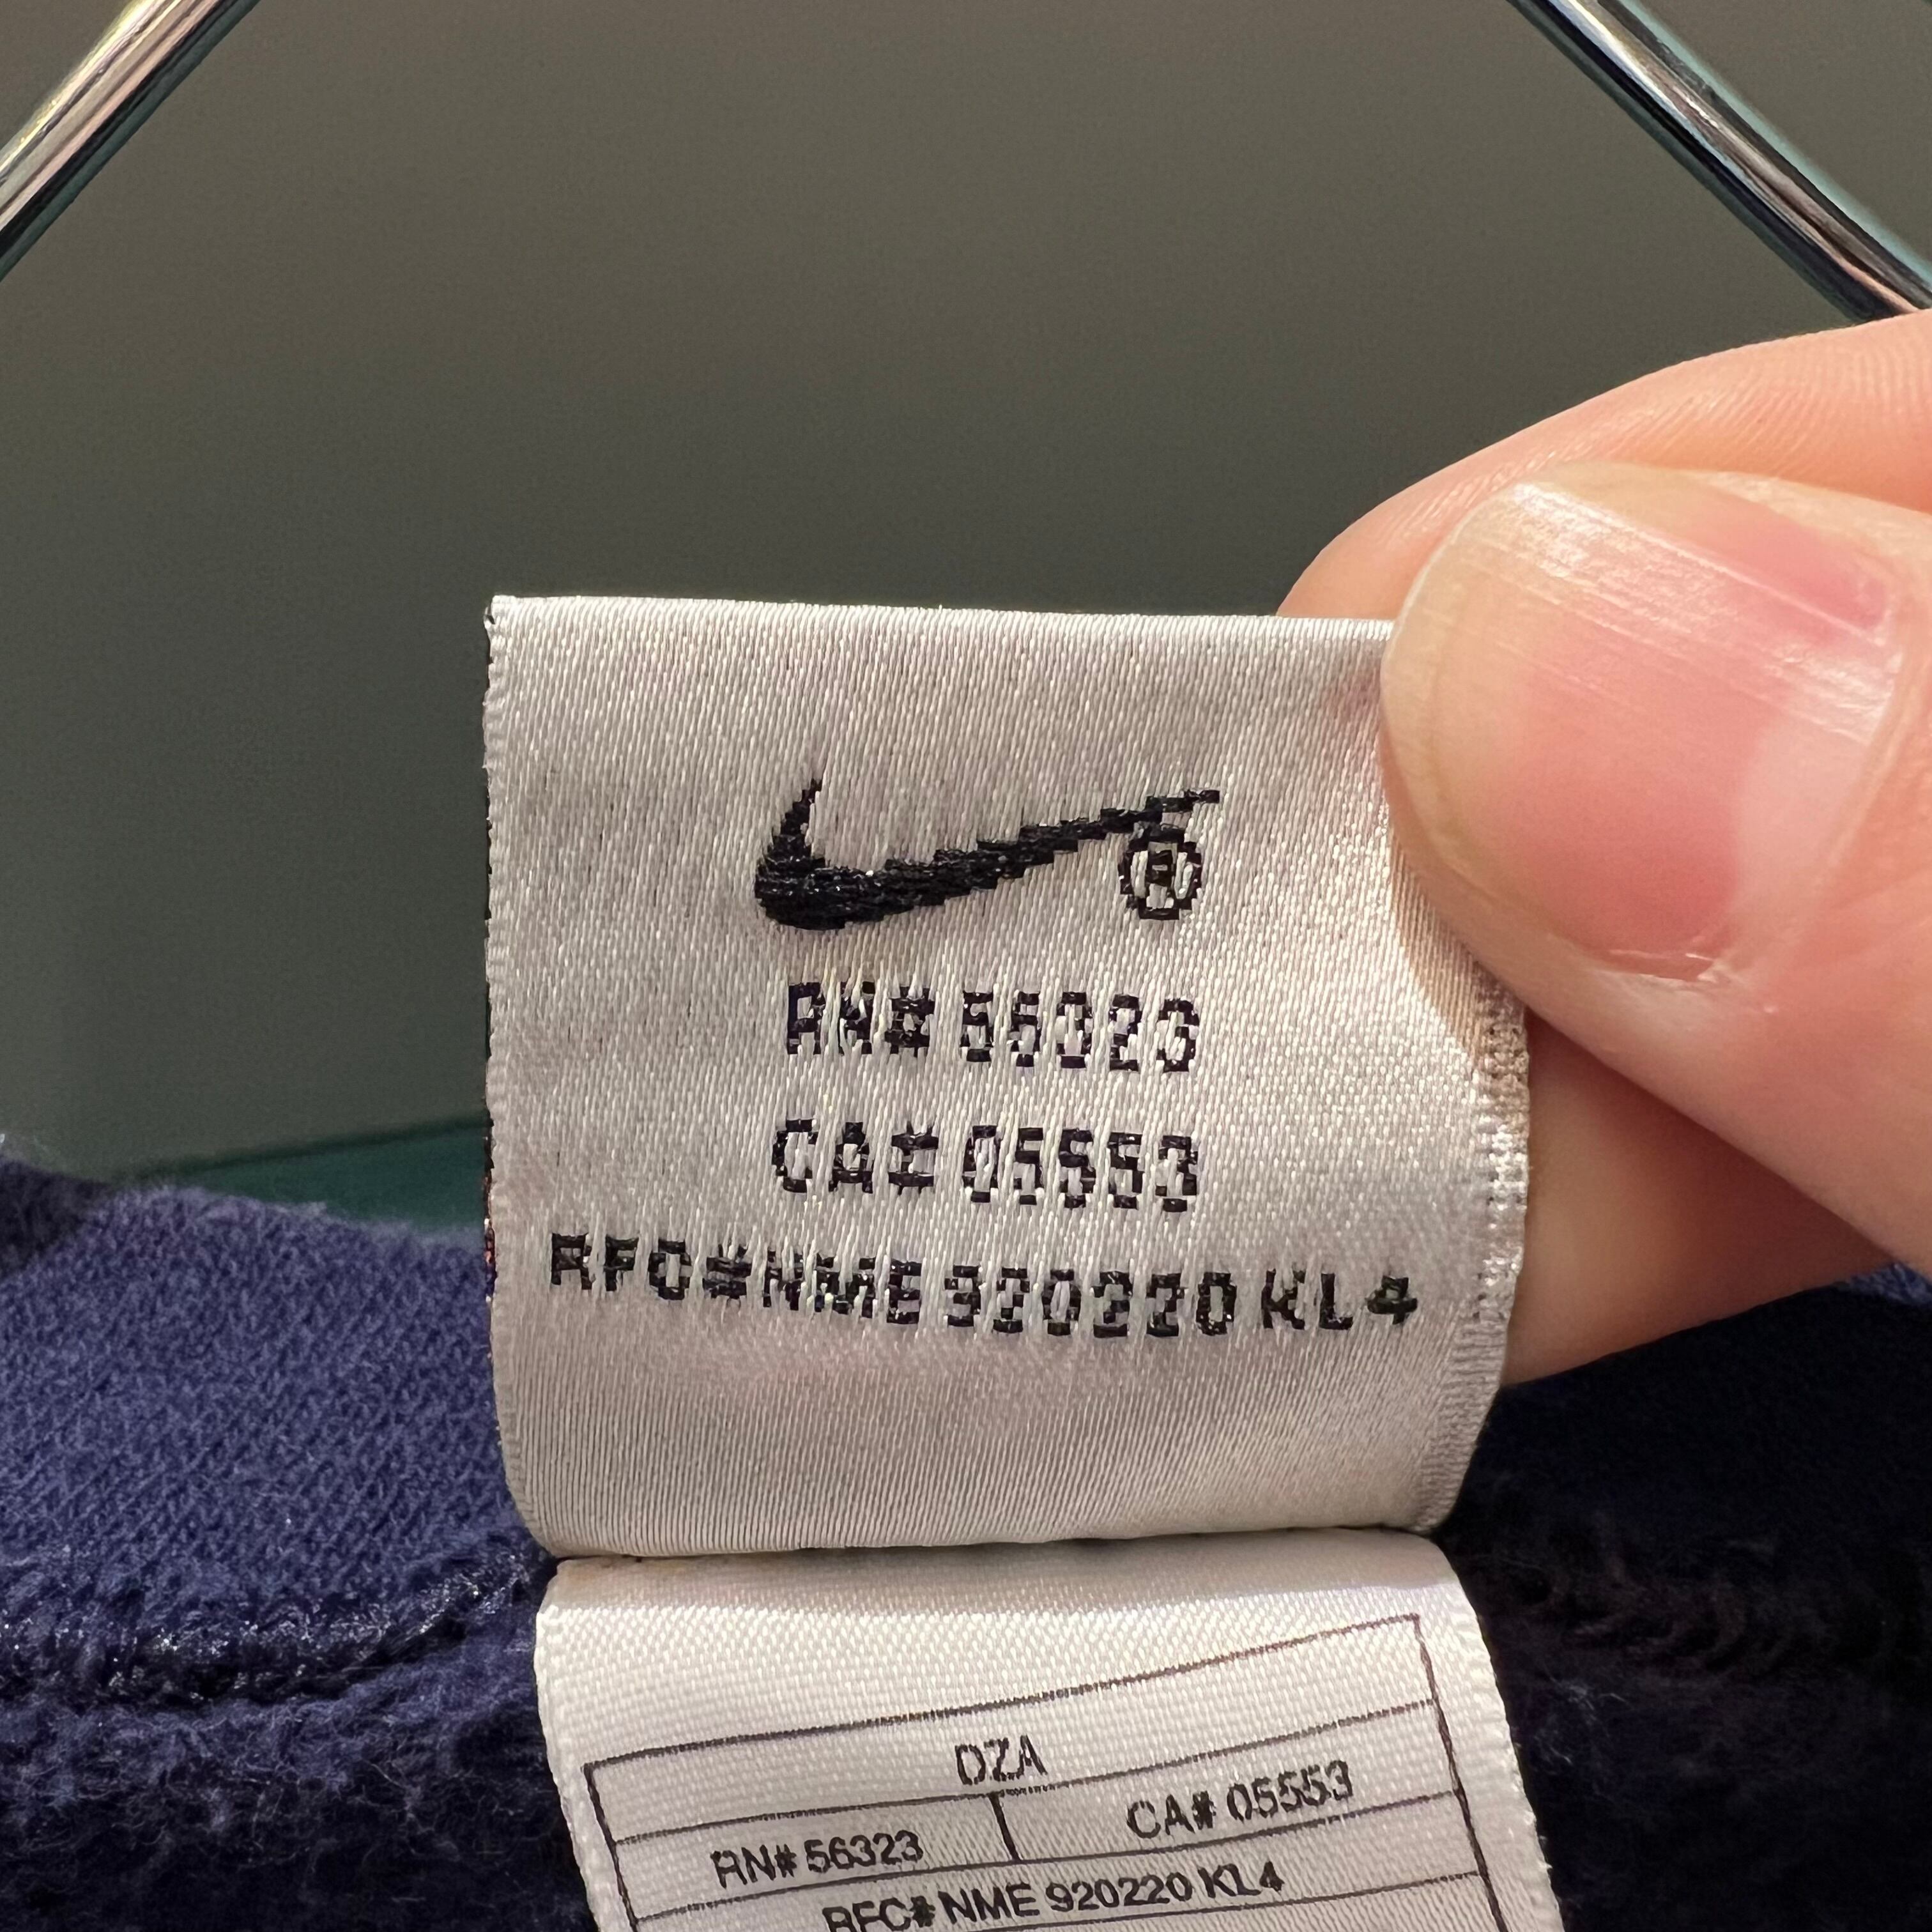 ®
RN# 56323
CA# 05553
RFC#NME 920220 KL4
DZA
RN# 56323 CA# 05553
RFC# NME 920220 KL4